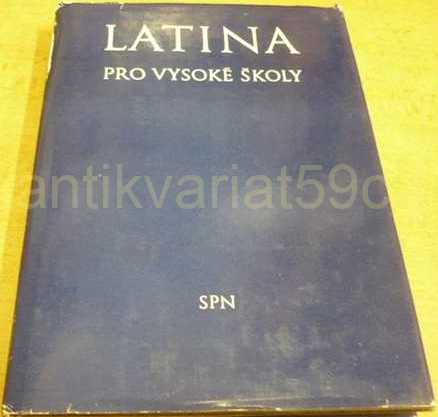 LATINA
PRO VYSOKÉ ŠKOLY
antikvariat59c
SPN